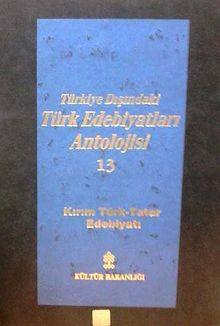 Türkiye Dışındaki
Türk Edebiyatları
Antolojisi
13
Kırım Türk-Tatar
Edebiyatı
KÜLTÜR BAKANLIĞI